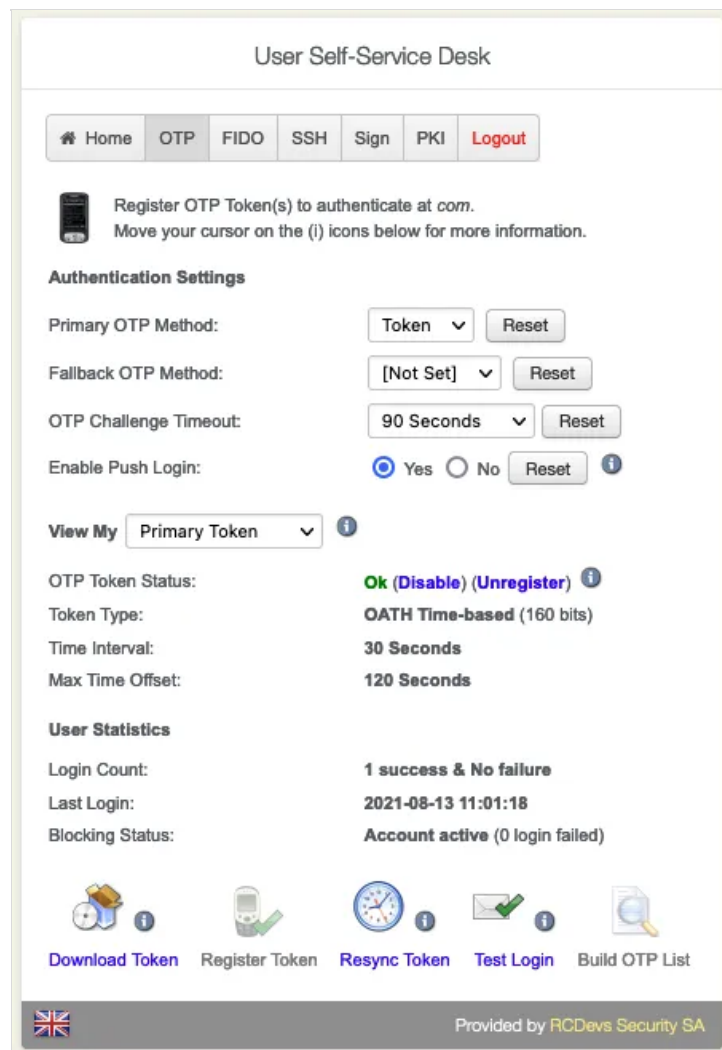 User Self-Service Desk
Home OTP FIDO SSH Sign PKI Logout
Register OTP Token(s) to authenticate at com.
Move your cursor on the (i) icons below for more information.
Authentication Settings
Primary OTP Method: Token Reset
Fallback OTP Method: [Not Set] Reset
OTP Challenge Timeout: 90 Seconds Reset
Enable Push Login: Yes No Reset i
View My Primary Token i
OTP Token Status: Ok (Disable) (Unregister) i
Token Type: OATH Time-based (160 bits)
Time Interval: 30 Seconds
Max Time Offset: 120 Seconds
User Statistics
Login Count: 1 success & No failure
Last Login: 2021-08-13 11:01:18
Blocking Status: Account active (0 login failed)
i i i
Download Token Register Token Resync Token Test Login Build OTP List
Provided by RCDevs Security SA